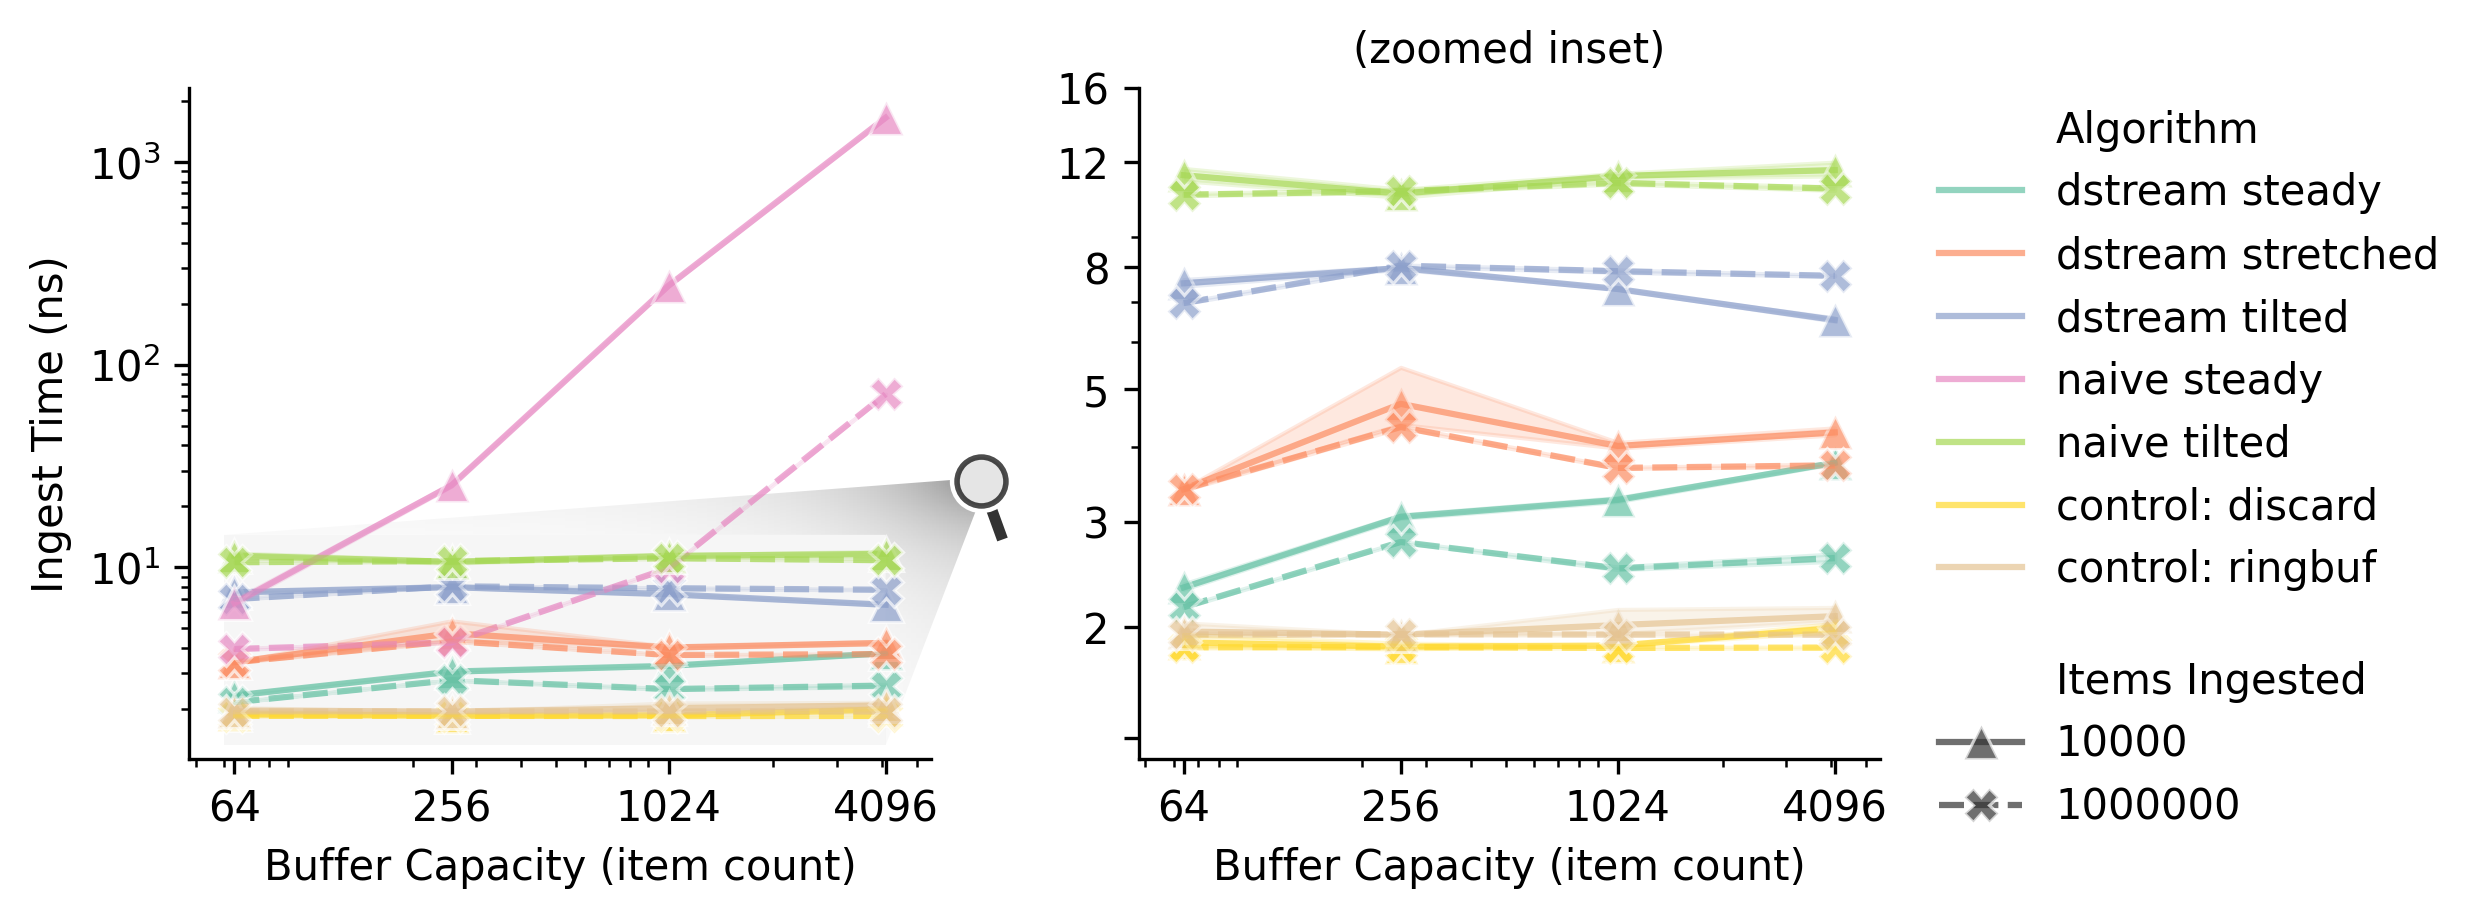 (zoomed inset)
Ingest Time (ns)
10³
10²
10¹
64 256 1024 4096
Buffer Capacity (item count)
16
12
8
5
3
2
64 256 1024 4096
Buffer Capacity (item count)
Algorithm
dstream steady
dstream stretched
dstream tilted
naive steady
naive tilted
control: discard
control: ringbuf
Items Ingested
10000
1000000